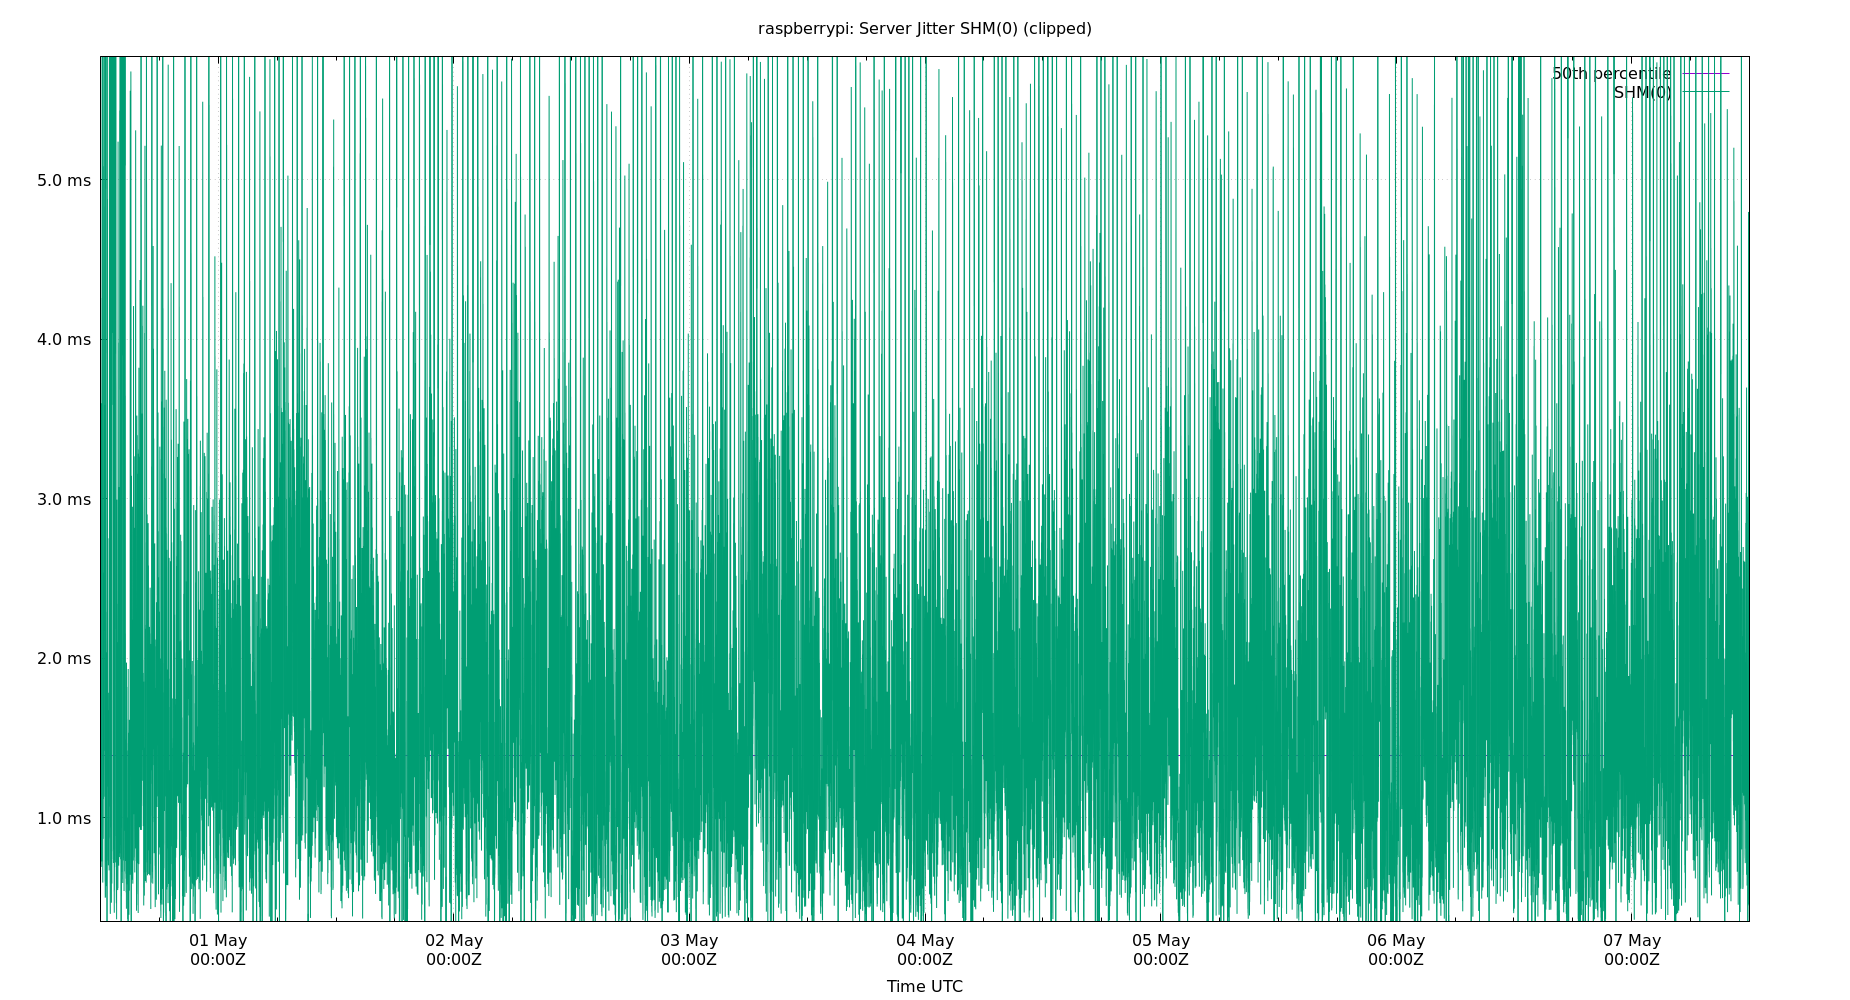 raspberrypi: Server Jitter SHM(0) (clipped)
50th percentile
SHM(0)
5.0 ms
4.0 ms
3.0 ms
2.0 ms
1.0 ms
01 May 02 May 03 May 04 May 05 May 06 May 07 May
00:00Z 00:00Z 00:00Z 00:00Z 00:00Z 00:00Z 00:00Z
Time UTC